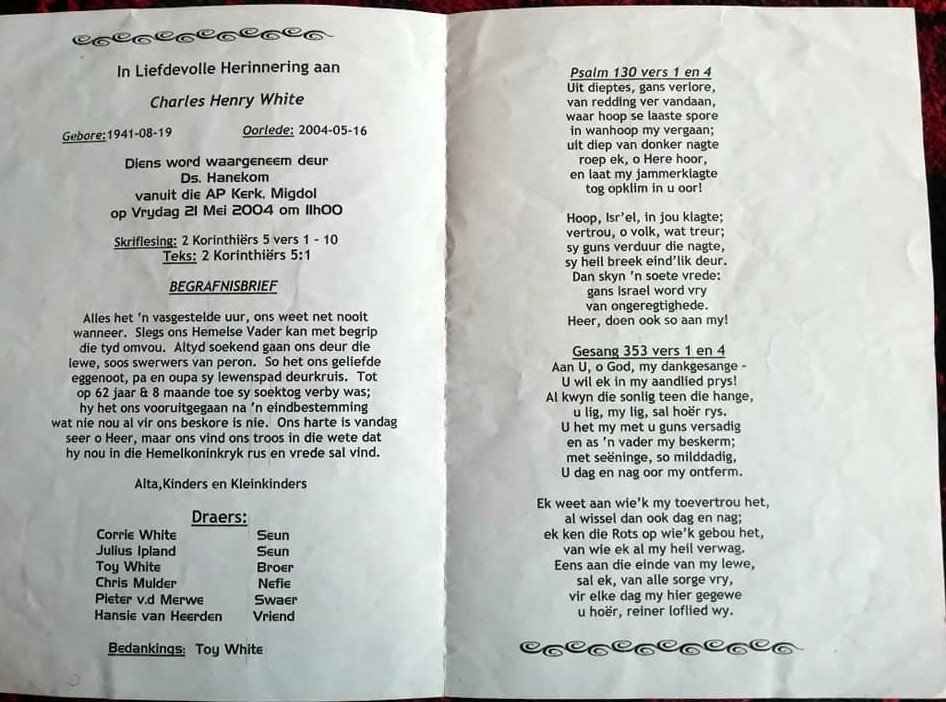 In Liefdevolle Herinnering aan
Charles Henry White
Gebore:1941-08-19 Oorlede: 2004-05-16
Diens word waargeneem deur
Ds. Hanekom
vanuit die AP Kerk, Migdol
op Vrydag 21 Mei 2004 om 11h00
Skriflesing: 2 Korinthiërs 5 vers 1 - 10
Teks: 2 Korinthiërs 5:1
BEGRAFNISBRIEF
Alles het 'n vasgestelde uur, ons weet net nooit
wanneer. Slegs ons Hemelse Vader kan met begrip
die tyd omvou. Altyd soekend gaan ons deur die
lewe, soos swerwers van peron. So het ons geliefde
eggenoot, pa en oupa sy lewenspad deurkruis. Tot
op 62 jaar & 8 maande toe sy soektog verby was;
hy het ons vooruitgegaan na 'n eindbestemming
wat nie nou al vir ons beskore is nie. Ons harte is vandag
seer o Heer, maar ons vind ons troos in die wete dat
hy nou in die Hemelkoninkryk rus en vrede sal vind.
Alta,Kinders en Kleinkinders
Draers:
Corrie White Seun
Julius Ipland Seun
Toy White Broer
Chris Mulder Nefie
Pieter v.d Merwe Swaer
Hansie van Heerden Vriend
Bedankings: Toy White
Psalm 130 vers 1 en 4
Uit dieptes, gans verlore,
van redding ver vandaan,
waar hoop se laaste spore
in wanhoop my vergaan;
uit diep van donker nagte
roep ek, o Here hoor,
en laat my jammerklagte
tog opklim in u oor!
Hoop, Isr'el, in jou klagte;
vertrou, o volk, wat treur;
sy guns verduur die nagte,
sy heil breek eind'lik deur.
Dan skyn 'n soete vrede:
gans Israel word vry
van ongeregtighede.
Heer, doen ook so aan my!
Gesang 353 vers 1 en 4
Aan U, o God, my dankgesange -
U wil ek in my aandlied prys!
Al kwyn die sonlig teen die hange,
u lig, my lig, sal hoër rys.
U het my met u guns versadig
en as 'n vader my beskerm;
met seëninge, so milddadig,
U dag en nag oor my ontferm.
Ek weet aan wie'k my toevertrou het,
al wissel dan ook dag en nag;
ek ken die Rots op wie'k gebou het,
van wie ek al my heil verwag.
Eens aan die einde van my lewe,
sal ek, van alle sorge vry,
vir elke dag my hier gegewe
u hoër, reiner loflied wy.